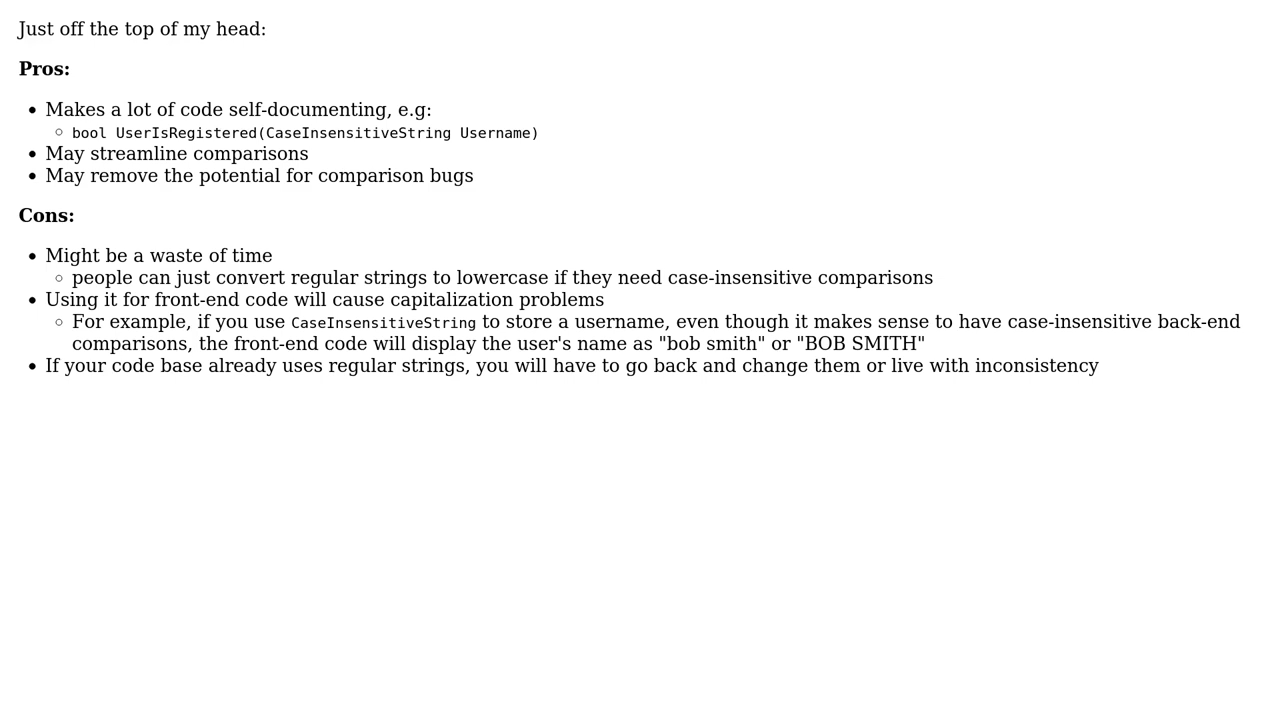 Just off the top of my head:
Pros:
• Makes a lot of code self-documenting, e.g:
◦ bool UserIsRegistered(CaseInsensitiveString Username)
• May streamline comparisons
• May remove the potential for comparison bugs
Cons:
• Might be a waste of time
◦ people can just convert regular strings to lowercase if they need case-insensitive comparisons
• Using it for front-end code will cause capitalization problems
◦ For example, if you use CaseInsensitiveString to store a username, even though it makes sense to have case-insensitive back-end
comparisons, the front-end code will display the user's name as "bob smith" or "BOB SMITH"
• If your code base already uses regular strings, you will have to go back and change them or live with inconsistency